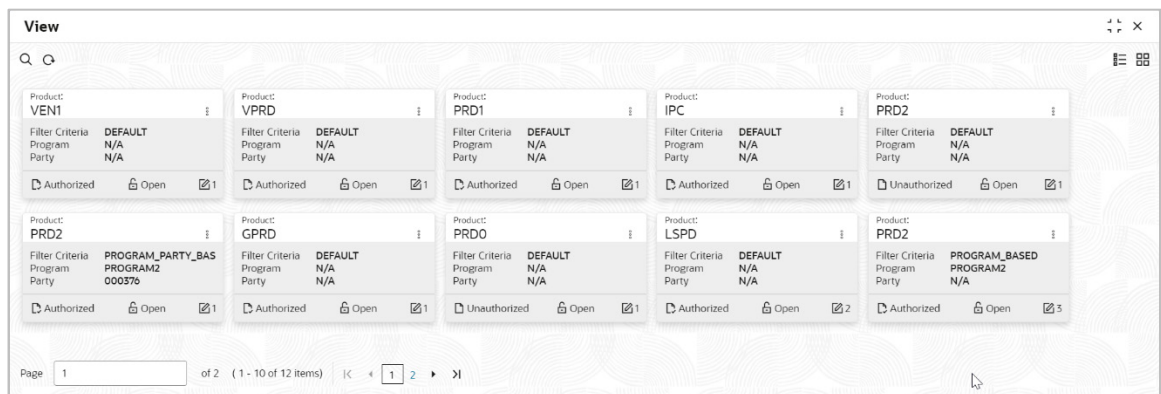 View
Product:
VEN1
Filter Criteria DEFAULT
Program N/A
Party N/A
Authorized Open 1
Product:
VPRD
Filter Criteria DEFAULT
Program N/A
Party N/A
Authorized Open 1
Product:
PRD1
Filter Criteria DEFAULT
Program N/A
Party N/A
Authorized Open 1
Product:
IPC
Filter Criteria DEFAULT
Program N/A
Party N/A
Authorized Open 1
Product:
PRD2
Filter Criteria DEFAULT
Program N/A
Party N/A
Unauthorized Open 1
Product:
PRD2
Filter Criteria PROGRAM_PARTY_BAS
Program PROGRAM2
Party 000376
Authorized Open 1
Product:
GPRD
Filter Criteria DEFAULT
Program N/A
Party N/A
Authorized Open 1
Product:
PRD0
Filter Criteria DEFAULT
Program N/A
Party N/A
Unauthorized Open 1
Product:
LSPD
Filter Criteria DEFAULT
Program N/A
Party N/A
Authorized Open 2
Product:
PRD2
Filter Criteria PROGRAM_BASED
Program PROGRAM2
Party N/A
Authorized Open 3
Page 1 of 2 (1 - 10 of 12 items) 1 2